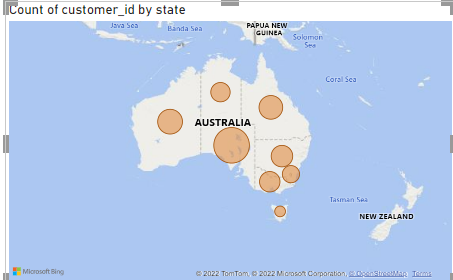 Count of customer_id by state
Java Sea
Banda Sea
PAPUA NEW
GUINEA
Solomon
Sea
Coral Sea
AUSTRALIA
Tasman Sea
NEW ZEALAND
Microsoft Bing
© 2022 TomTom, © 2022 Microsoft Corporation, © OpenStreetMap Terms